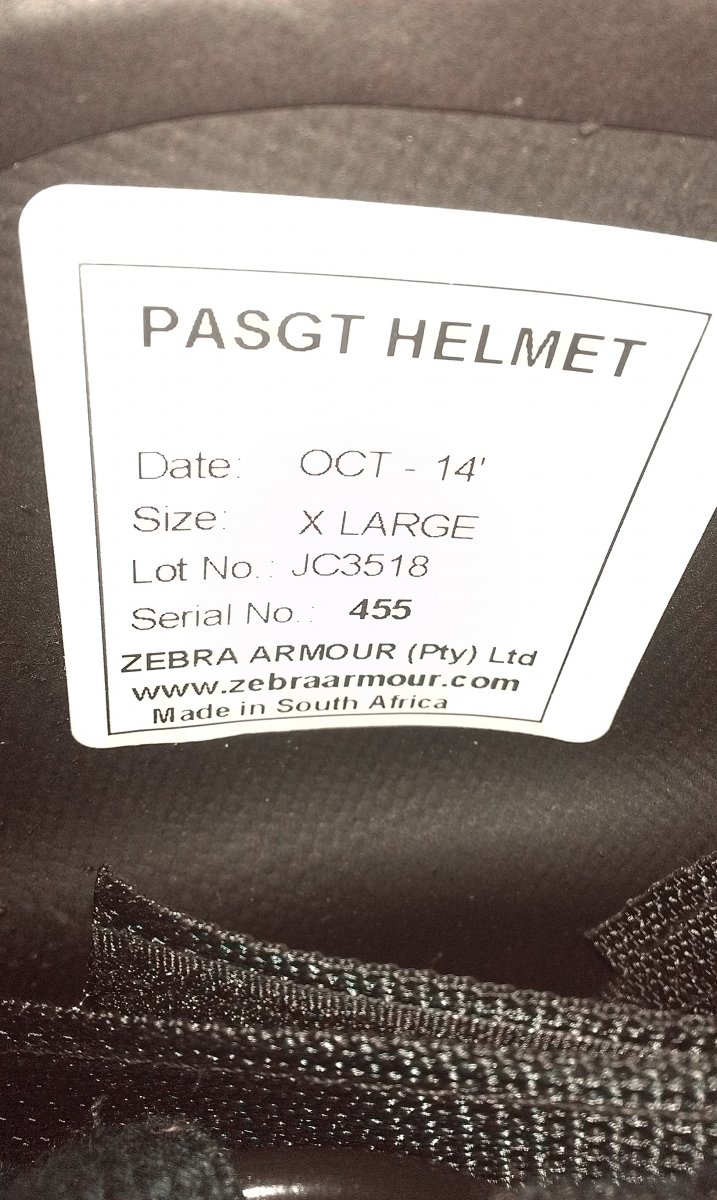 PASGT HELMET
Date: OCT - 14'
Size: X LARGE
Lot No.: JC3518
Serial No.: 455
ZEBRA ARMOUR (Pty) Ltd
www.zebraarmour.com
Made in South Africa